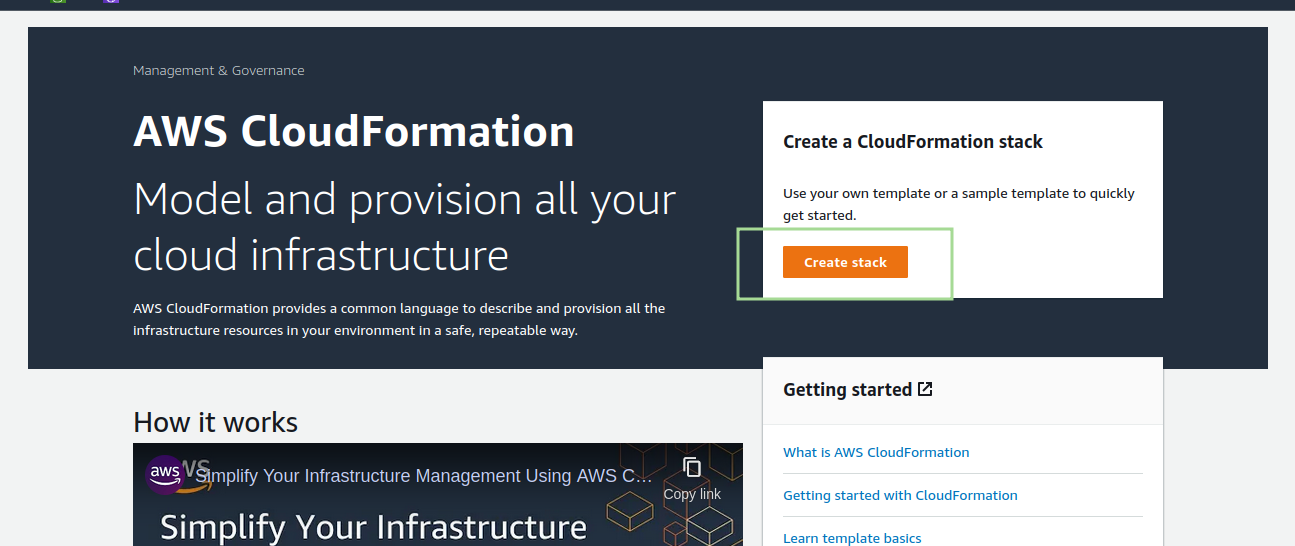 Management & Governance
AWS CloudFormation
Model and provision all your
cloud infrastructure
AWS CloudFormation provides a common language to describe and provision all the
infrastructure resources in your environment in a safe, repeatable way.
Create a CloudFormation stack
Use your own template or a sample template to quickly
get started.
Create stack
Getting started
What is AWS CloudFormation
Getting started with CloudFormation
Learn template basics
How it works
aws
Simplify Your Infrastructure Management Using AWS C...
Copy link
Simplify Your Infrastructure